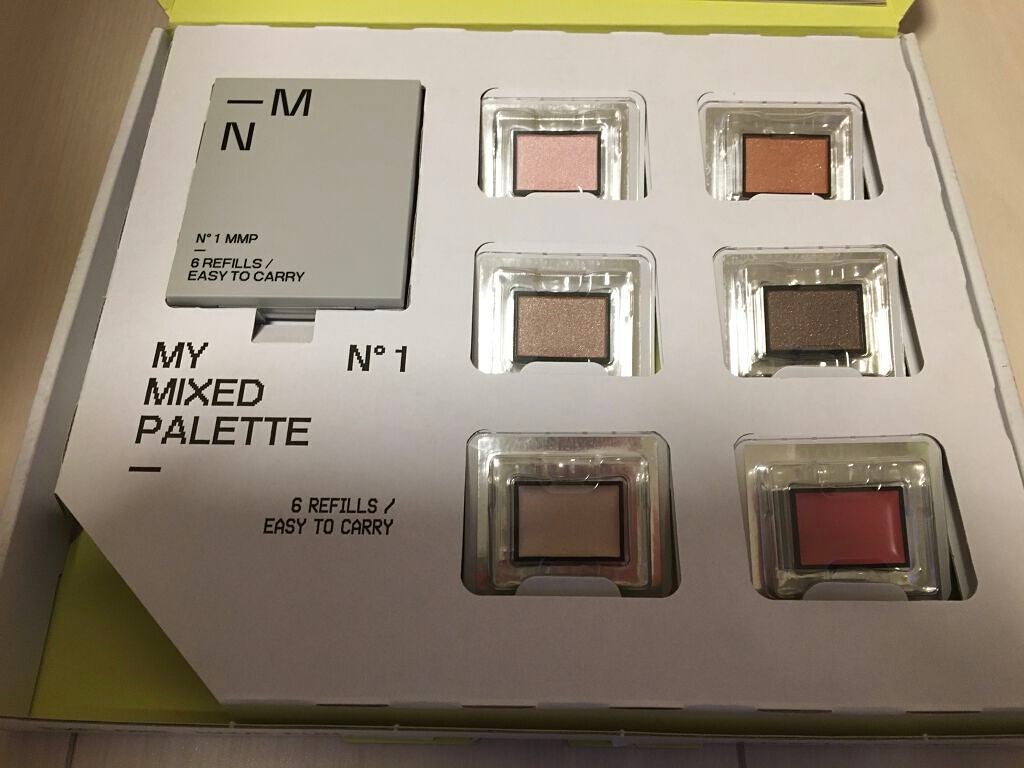 —M
N
N° 1 MMP
—
6 REFILLS /
EASY TO CARRY
MY
MIXED
PALETTE
—
N° 1
6 REFILLS /
EASY TO CARRY